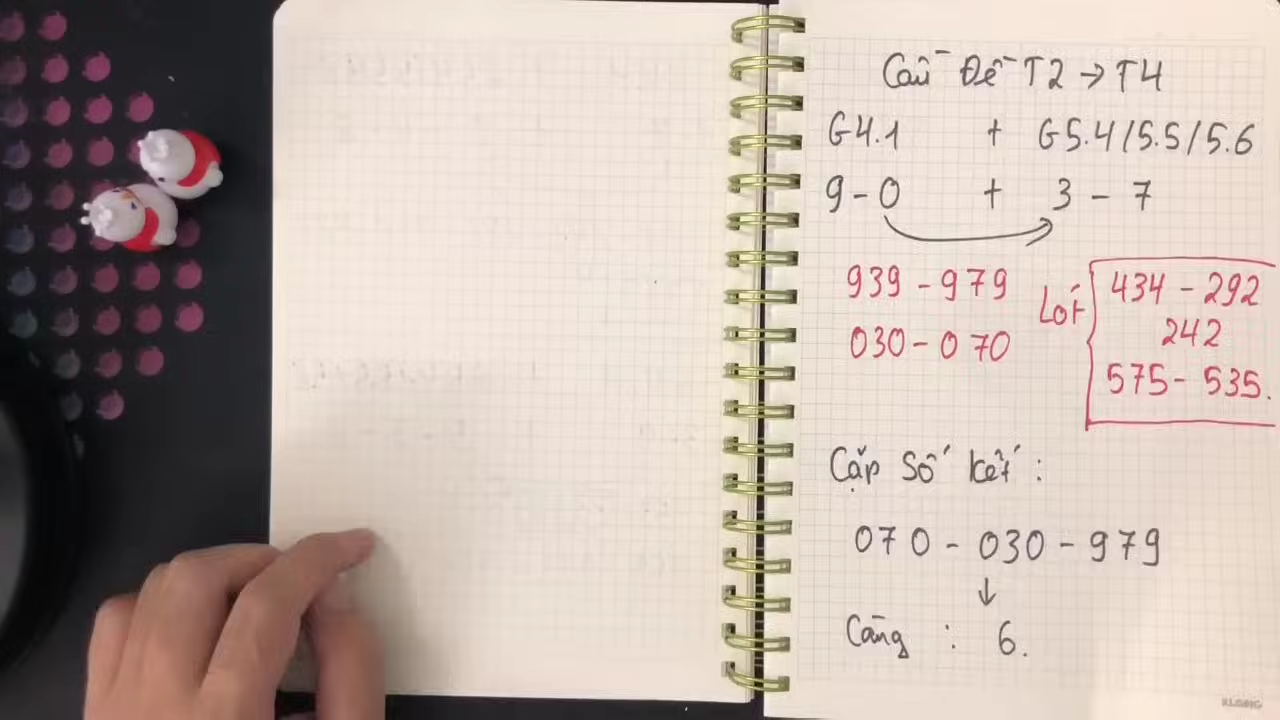 Cầu Đề T2 → T4
G4.1 + G5.4/5.5/5.6
9-0 + 3-7
939 - 979
030 - 070
Lót
434 - 292
242
575 - 535.
Cặp Số kết :
070 - 030 - 979
↓
Càng : 6.